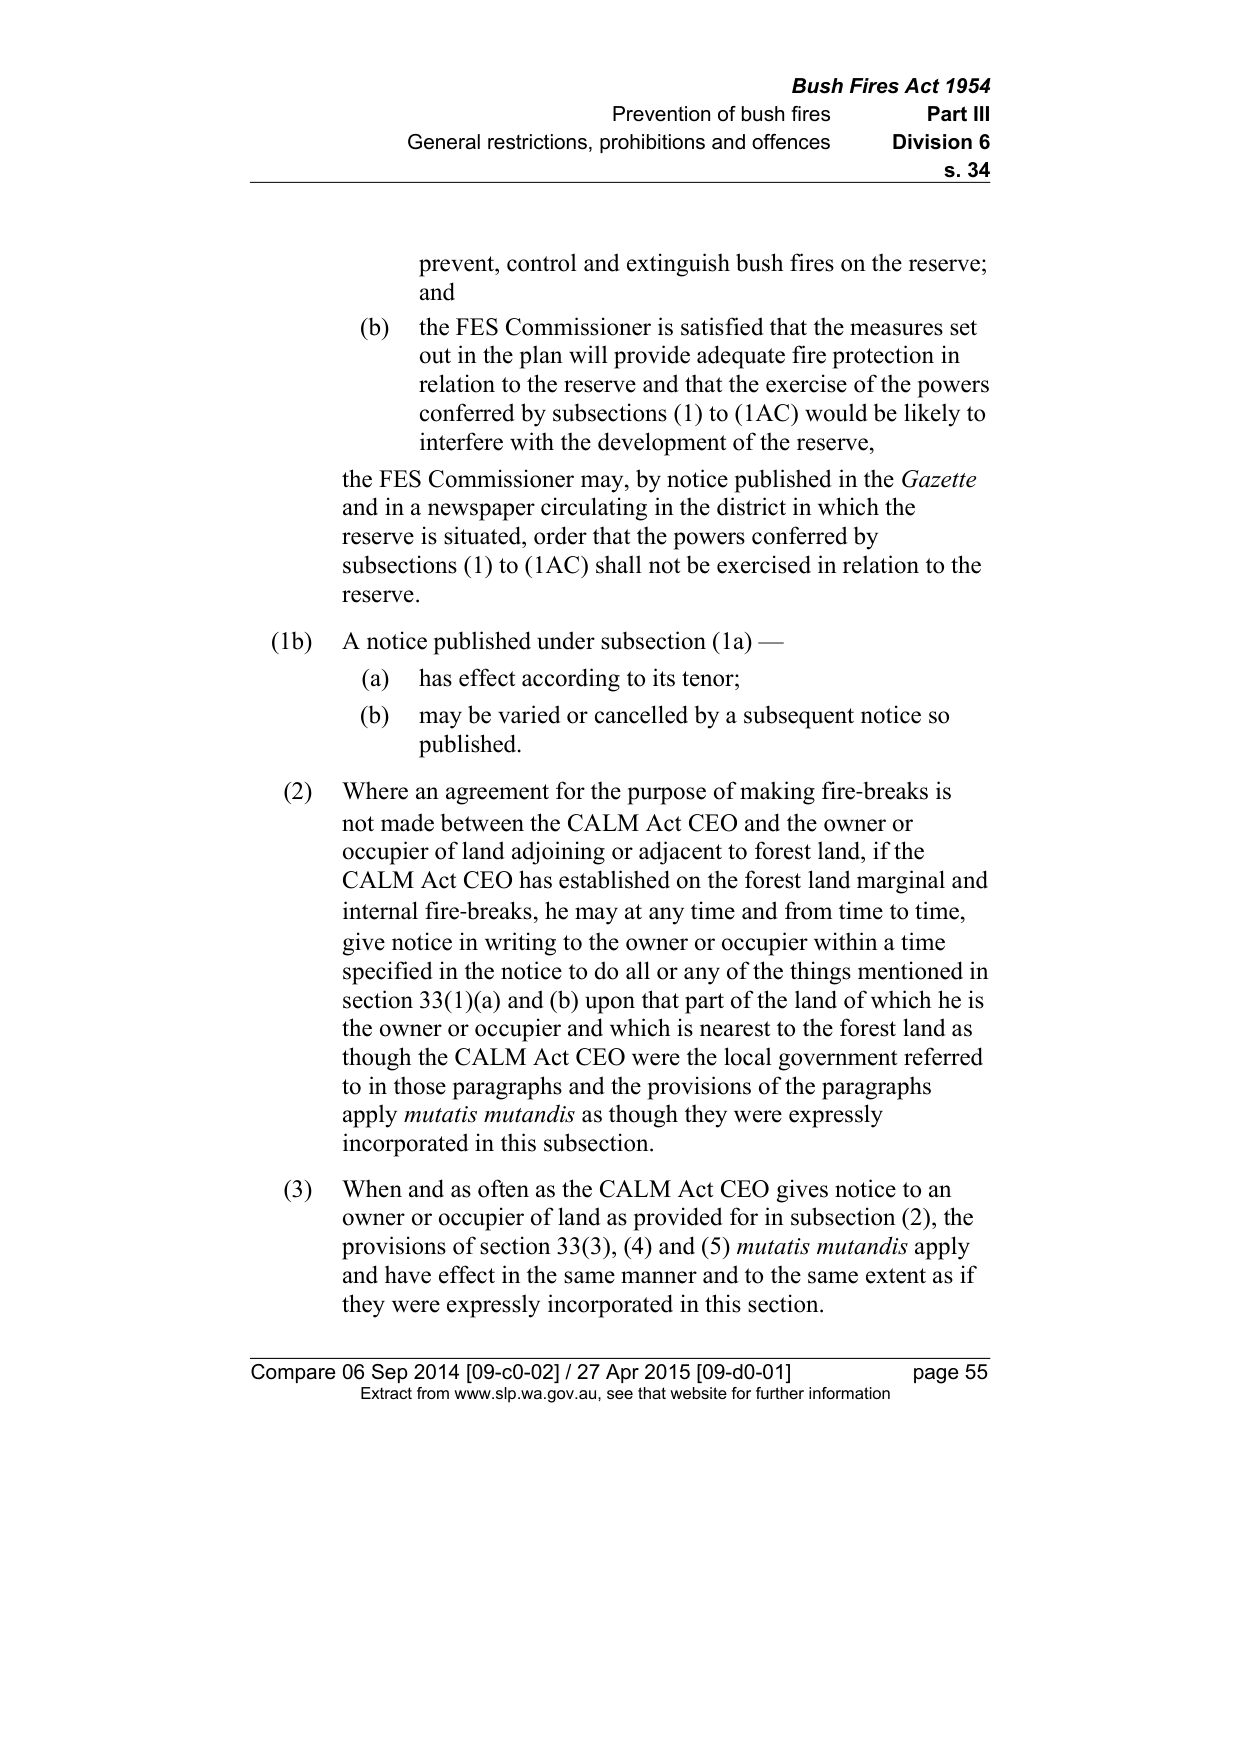 Bush Fires Act 1954
Prevention of bush fires Part III
General restrictions, prohibitions and offences Division 6
s. 34
prevent, control and extinguish bush fires on the reserve;
and
(b) the FES Commissioner is satisfied that the measures set
out in the plan will provide adequate fire protection in
relation to the reserve and that the exercise of the powers
conferred by subsections (1) to (1AC) would be likely to
interfere with the development of the reserve,
the FES Commissioner may, by notice published in the Gazette
and in a newspaper circulating in the district in which the
reserve is situated, order that the powers conferred by
subsections (1) to (1AC) shall not be exercised in relation to the
reserve.
(1b) A notice published under subsection (1a) —
(a) has effect according to its tenor;
(b) may be varied or cancelled by a subsequent notice so
published.
(2) Where an agreement for the purpose of making fire-breaks is
not made between the CALM Act CEO and the owner or
occupier of land adjoining or adjacent to forest land, if the
CALM Act CEO has established on the forest land marginal and
internal fire-breaks, he may at any time and from time to time,
give notice in writing to the owner or occupier within a time
specified in the notice to do all or any of the things mentioned in
section 33(1)(a) and (b) upon that part of the land of which he is
the owner or occupier and which is nearest to the forest land as
though the CALM Act CEO were the local government referred
to in those paragraphs and the provisions of the paragraphs
apply mutatis mutandis as though they were expressly
incorporated in this subsection.
(3) When and as often as the CALM Act CEO gives notice to an
owner or occupier of land as provided for in subsection (2), the
provisions of section 33(3), (4) and (5) mutatis mutandis apply
and have effect in the same manner and to the same extent as if
they were expressly incorporated in this section.
Compare 06 Sep 2014 [09-c0-02] / 27 Apr 2015 [09-d0-01] page 55
Extract from www.slp.wa.gov.au, see that website for further information